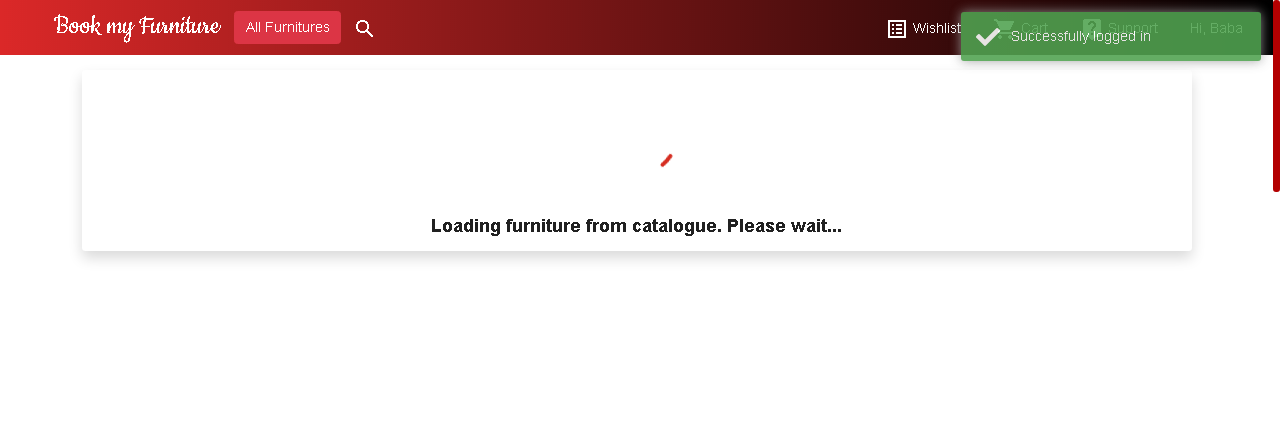 Book my Furniture
All Furnitures
Wishlist
Cart
Support
Hi, Baba
Successfully logged in
Loading furniture from catalogue. Please wait...